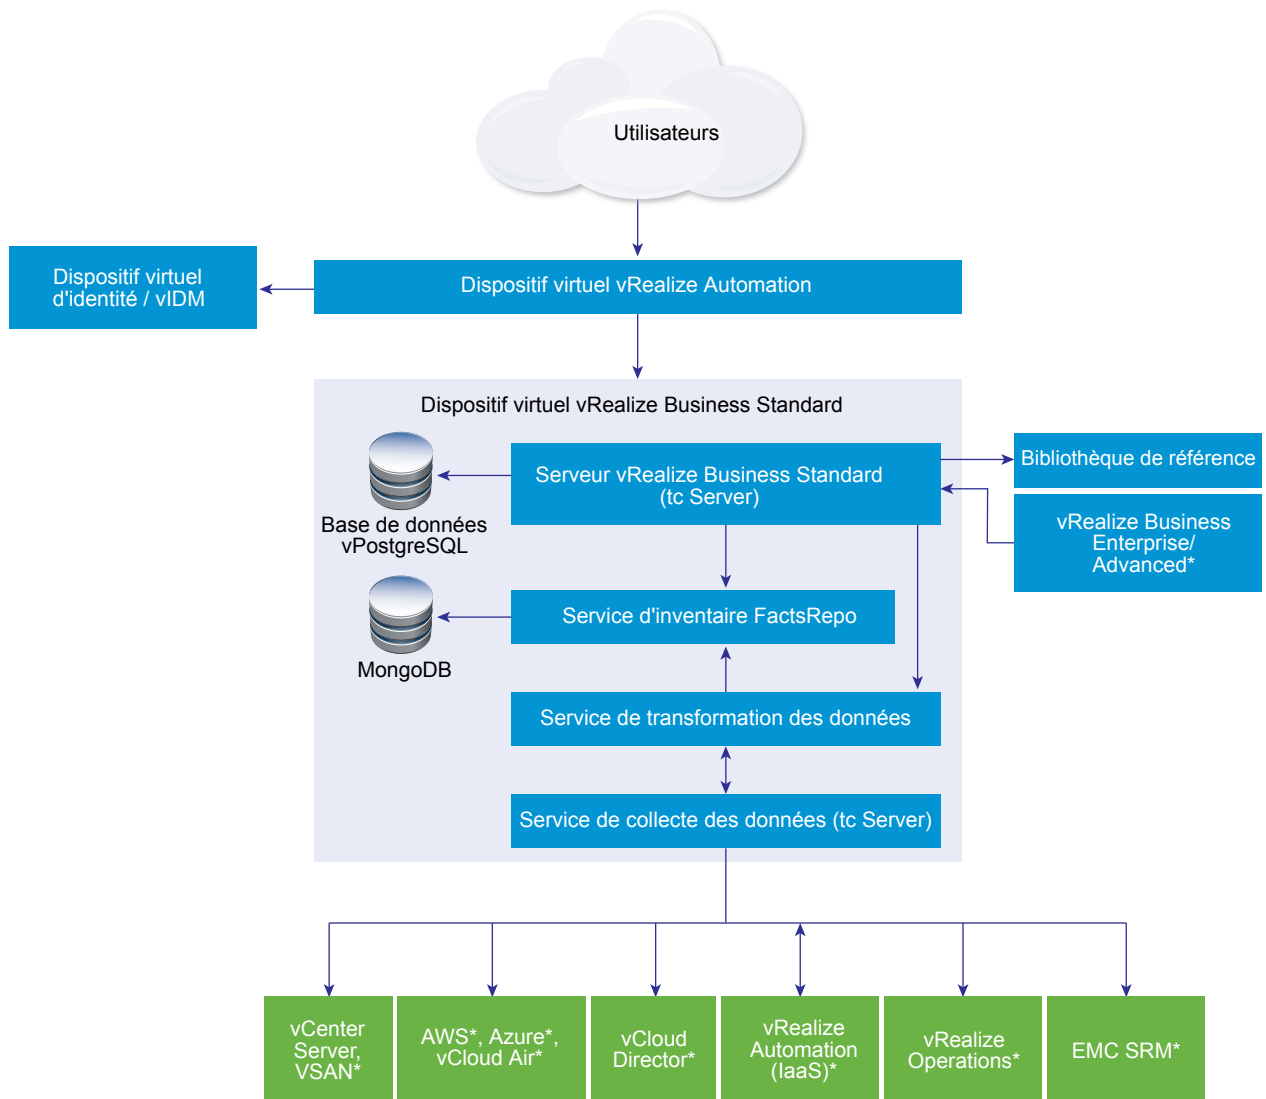 Utilisateurs
Dispositif virtuel
d'identité / vIDM
Dispositif virtuel vRealize Automation
Dispositif virtuel vRealize Business Standard
Serveur vRealize Business Standard
(tc Server)
Bibliothèque de référence
Base de données
vPostgreSQL
vRealize Business
Enterprise/
Advanced*
Service d'inventaire FactsRepo
MongoDB
Service de transformation des données
Service de collecte des données (tc Server)
vCenter
Server,
VSAN*
AWS*, Azure*,
vCloud Air*
vCloud
Director*
vRealize
Automation
(IaaS)*
vRealize
Operations*
EMC SRM*